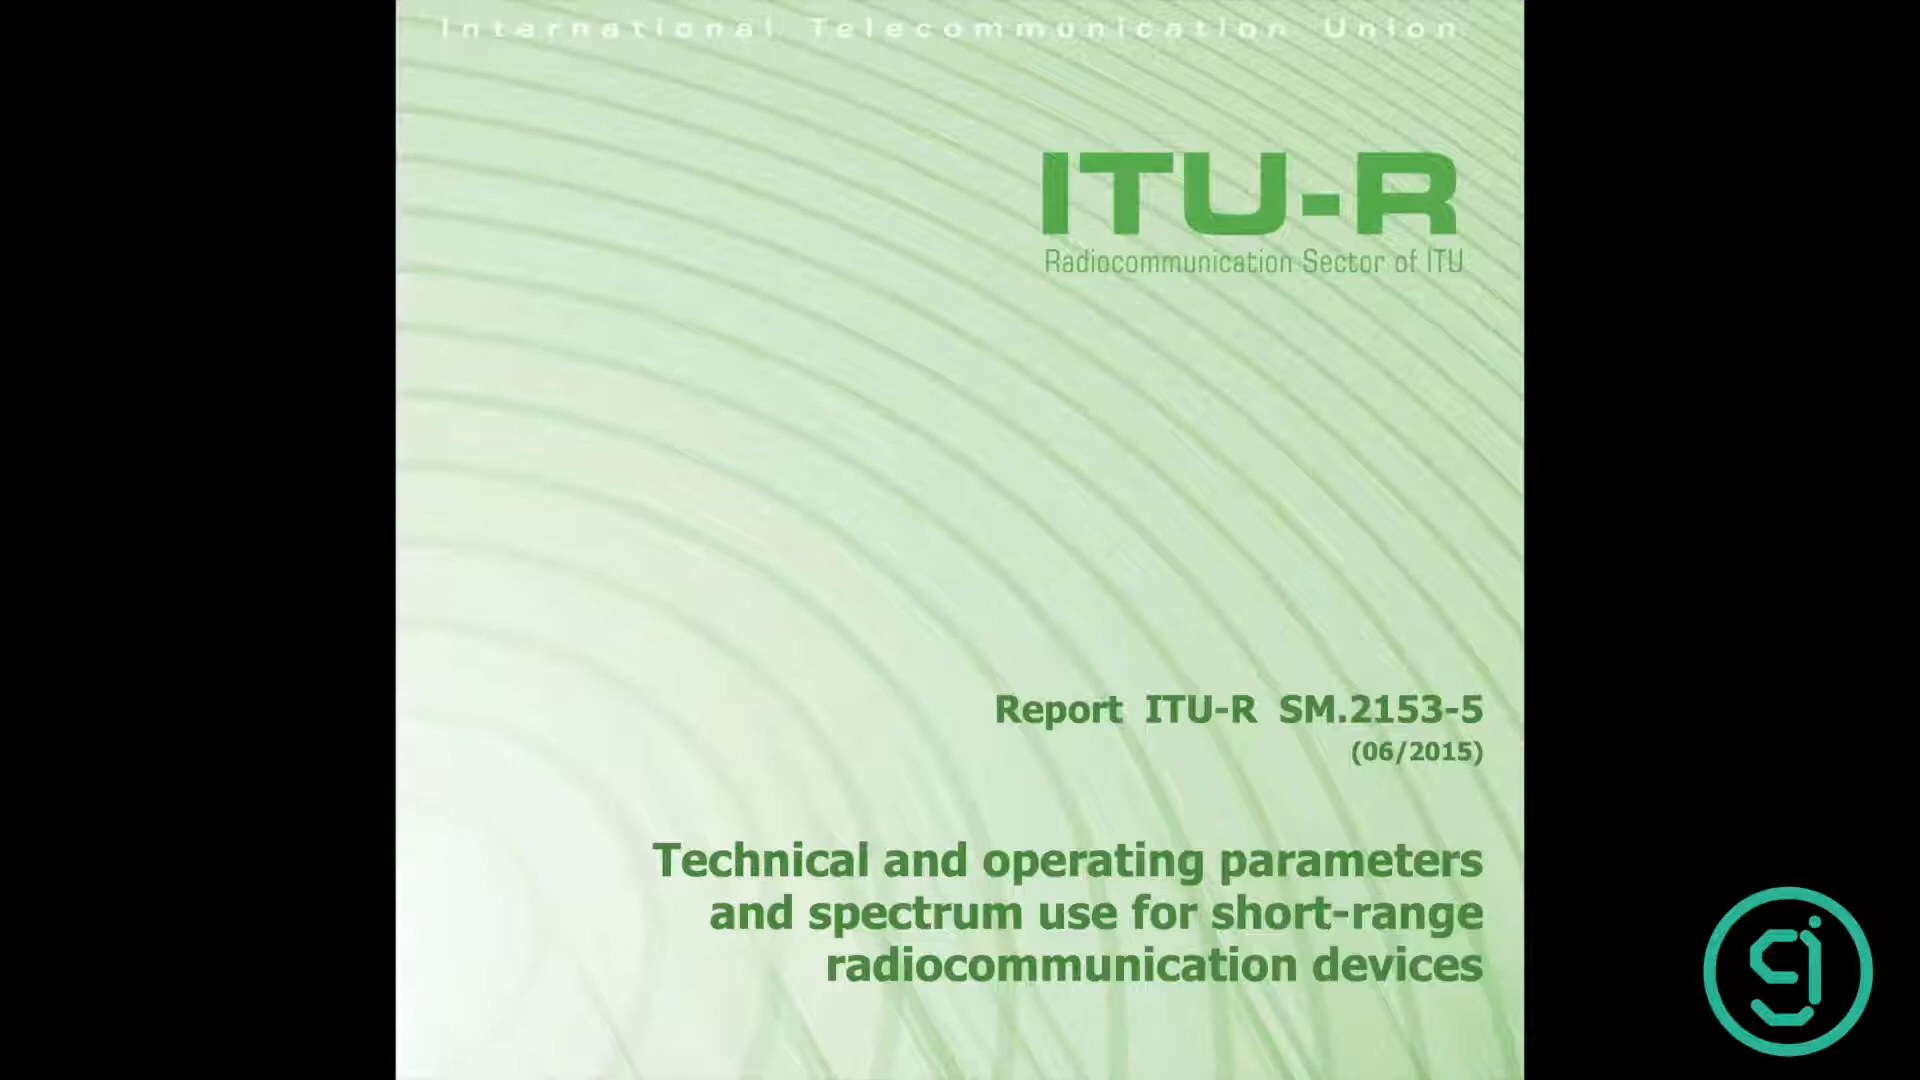 International Telecommunication Union
ITU-R
Radiocommunication Sector of ITU
Report ITU-R SM.2153-5
(06/2015)
Technical and operating parameters
and spectrum use for short-range
radiocommunication devices
gj